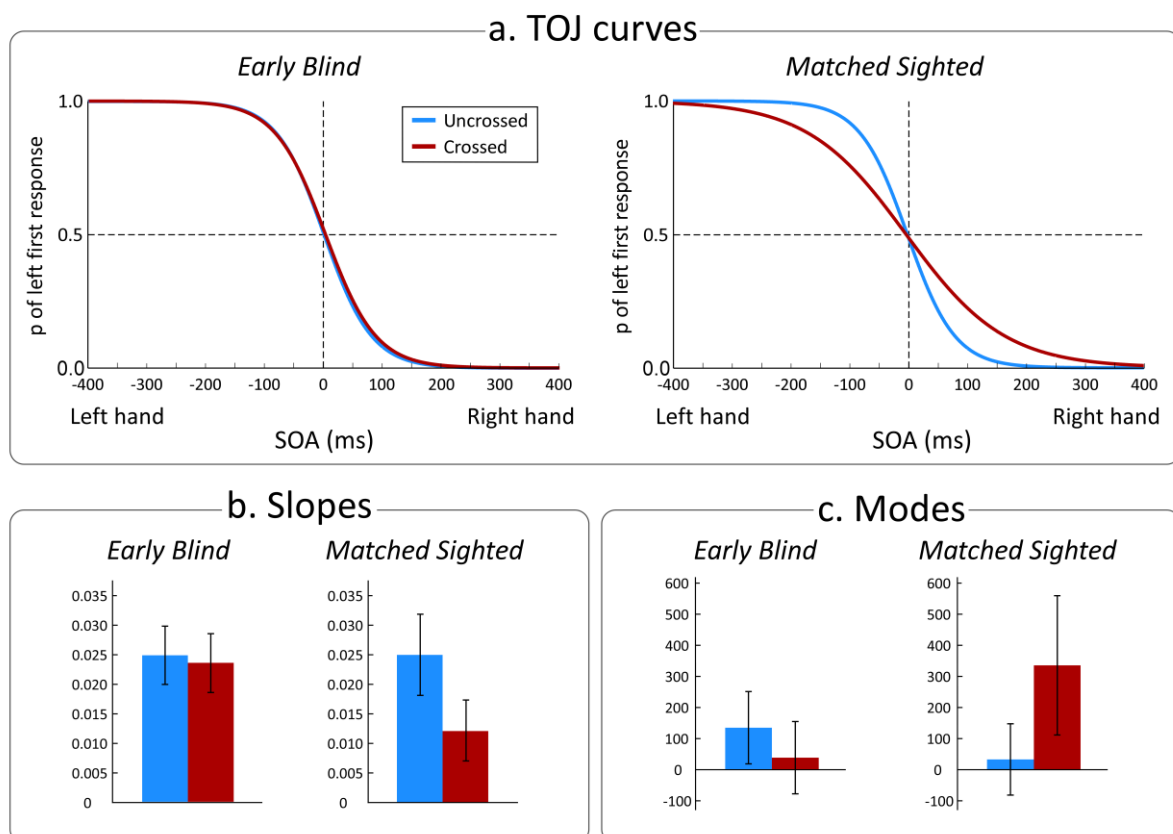 a. TOJ curves
Early Blind
Matched Sighted
p of left first response
1.0
0.5
0.0
Uncrossed
Crossed
-400 -300 -200 -100 0 100 200 300 400
Left hand Right hand
SOA (ms)
p of left first response
1.0
0.5
0.0
-400 -300 -200 -100 0 100 200 300 400
Left hand Right hand
SOA (ms)
b. Slopes
Early Blind
Matched Sighted
0.035
0.030
0.025
0.020
0.015
0.010
0.005
0
0.035
0.030
0.025
0.020
0.015
0.010
0.005
0
c. Modes
Early Blind
Matched Sighted
600
500
400
300
200
100
0
-100
600
500
400
300
200
100
0
-100